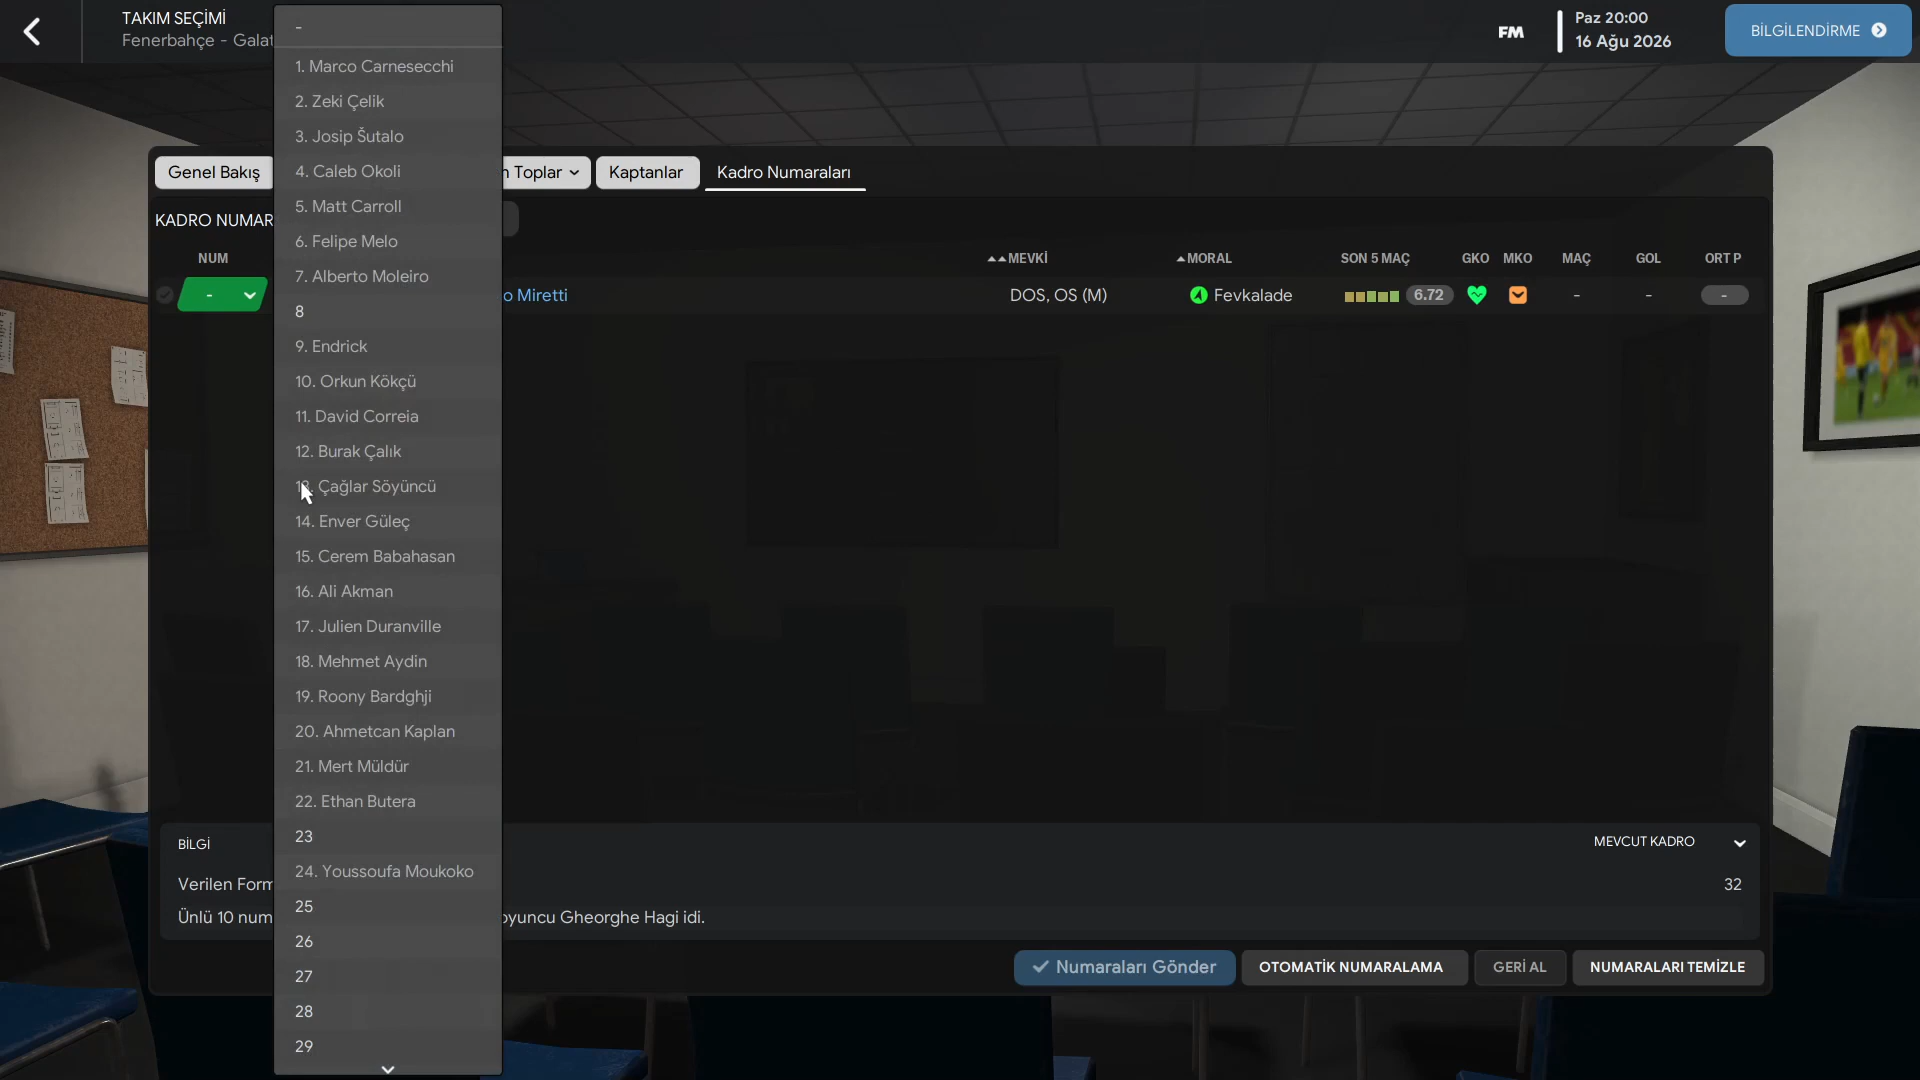 TAKIM SEÇİMİ
Fenerbahçe - Galat
FM
Paz 20:00
16 Ağu 2026
BİLGİLENDİRME
-
1. Marco Carnesecchi
2. Zeki Çelik
3. Josip Šutalo
4. Caleb Okoli
5. Matt Carroll
6. Felipe Melo
7. Alberto Moleiro
8
9. Endrick
10. Orkun Kökçü
11. David Correia
12. Burak Çalık
13. Çağlar Söyüncü
14. Enver Güleç
15. Cerem Babahasan
16. Ali Akman
17. Julien Duranville
18. Mehmet Aydin
19. Roony Bardghji
20. Ahmetcan Kaplan
21. Mert Müldür
22. Ethan Butera
23
24. Youssoufa Moukoko
25
26
27
28
29
Genel Bakış
n Toplar
Kaptanlar
Kadro Numaraları
KADRO NUMAR
NUM
MEVKİ
MORAL
SON 5 MAÇ
GKO
MKO
MAÇ
GOL
ORT P
-
o Miretti
DOS, OS (M)
Fevkalade
6.72
-
-
-
BİLGİ
MEVCUT KADRO
Verilen Form
32
Ünlü 10 num
oyuncu Gheorghe Hagi idi.
Numaraları Gönder
OTOMATİK NUMARALAMA
GERİ AL
NUMARALARI TEMİZLE